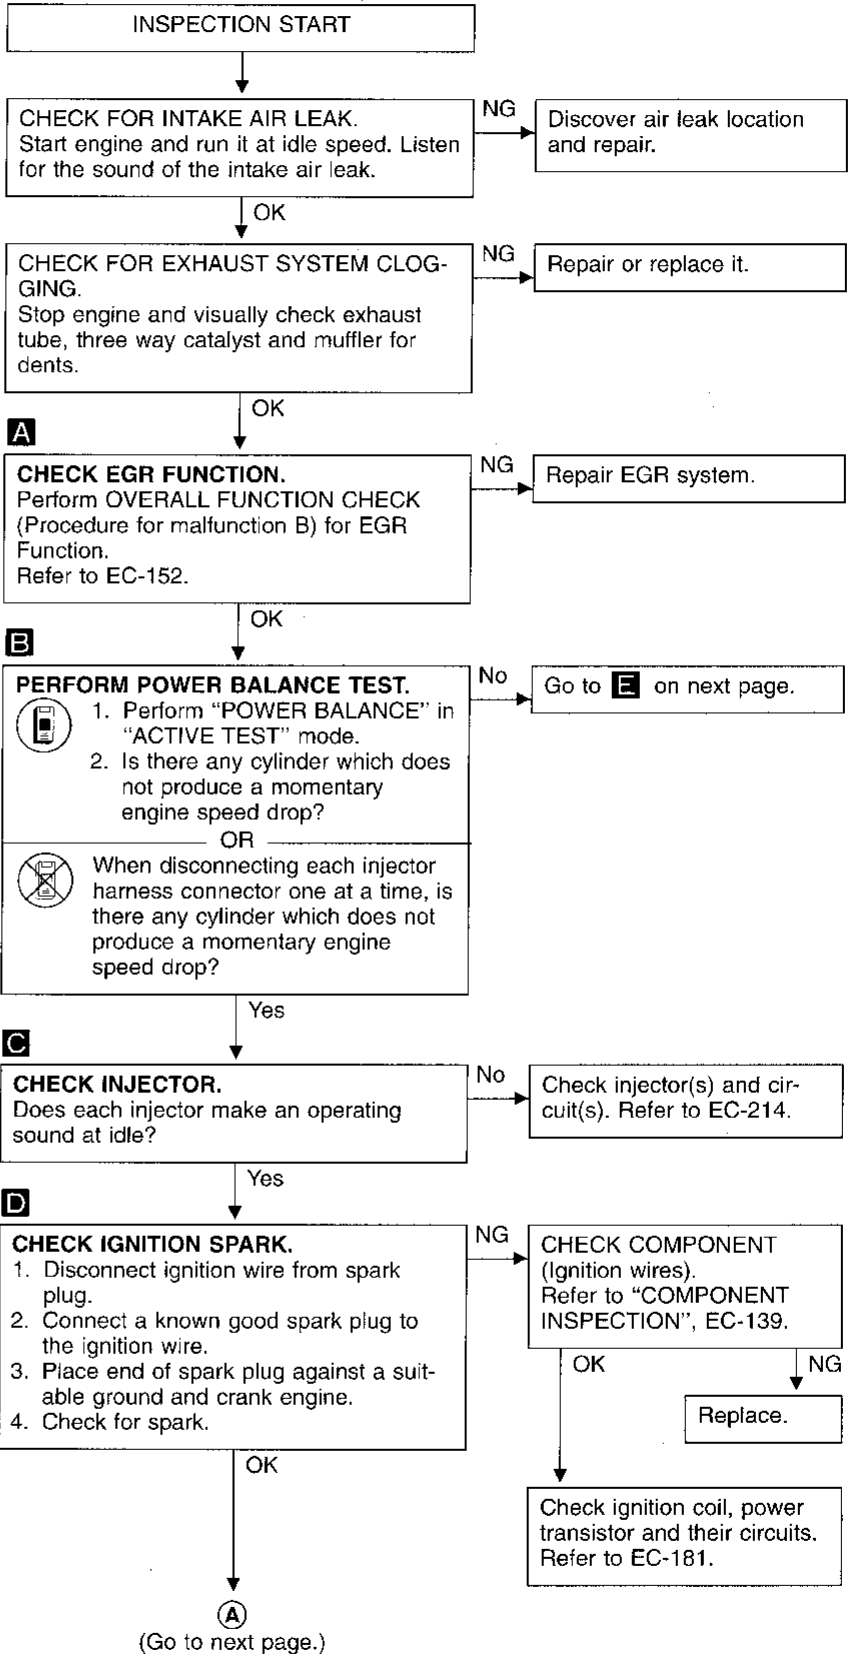 INSPECTION START
CHECK FOR INTAKE AIR LEAK.
Start engine and run it at idle speed. Listen
for the sound of the intake air leak.
NG
Discover air leak location
and repair.
OK
CHECK FOR EXHAUST SYSTEM CLOG-
GING.
Stop engine and visually check exhaust
tube, three way catalyst and muffler for
dents.
NG
Repair or replace it.
OK
A
CHECK EGR FUNCTION.
Perform OVERALL FUNCTION CHECK
(Procedure for malfunction B) for EGR
Function.
Refer to EC-152.
NG
Repair EGR system.
OK
B
PERFORM POWER BALANCE TEST.
1. Perform “POWER BALANCE” in
“ACTIVE TEST” mode.
2. Is there any cylinder which does
not produce a momentary
engine speed drop?
OR
When disconnecting each injector
harness connector one at a time, is
there any cylinder which does not
produce a momentary engine
speed drop?
No
Go to E on next page.
Yes
C
CHECK INJECTOR.
Does each injector make an operating
sound at idle?
No
Check injector(s) and cir-
cuit(s). Refer to EC-214.
Yes
D
CHECK IGNITION SPARK.
1. Disconnect ignition wire from spark
plug.
2. Connect a known good spark plug to
the ignition wire.
3. Place end of spark plug against a suit-
able ground and crank engine.
4. Check for spark.
NG
CHECK COMPONENT
(Ignition wires).
Refer to “COMPONENT
INSPECTION”, EC-139.
OK
NG
Replace.
Check ignition coil, power
transistor and their circuits.
Refer to EC-181.
OK
A
(Go to next page.)